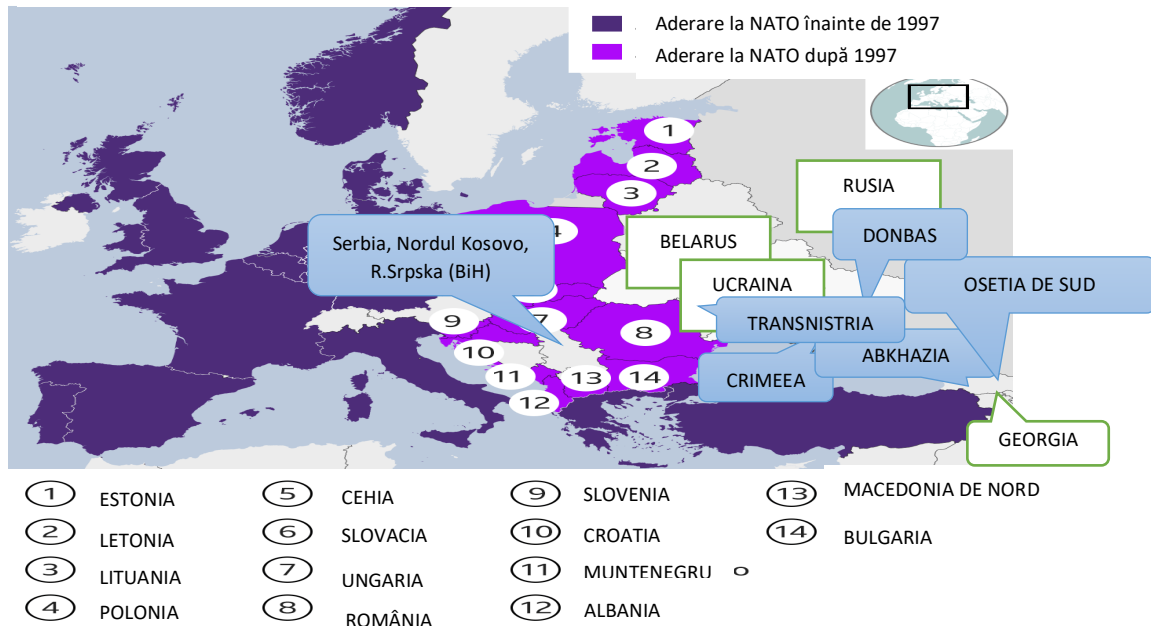 Aderare la NATO înainte de 1997
Aderare la NATO după 1997
1
2
3
RUSIA
DONBAS
BELARUS
Serbia, Nordul Kosovo,
R.Srpska (BiH)
4
UCRAINA
OSETIA DE SUD
TRANSNISTRIA
7
8
9
10
ABKHAZIA
CRIMEEA
11
13
14
12
GEORGIA
1 ESTONIA
2 LETONIA
3 LITUANIA
4 POLONIA
5 CEHIA
6 SLOVACIA
7 UNGARIA
8 ROMÂNIA
9 SLOVENIA
10 CROATIA
11 MUNTENEGRU
12 ALBANIA
13 MACEDONIA DE NORD
14 BULGARIA